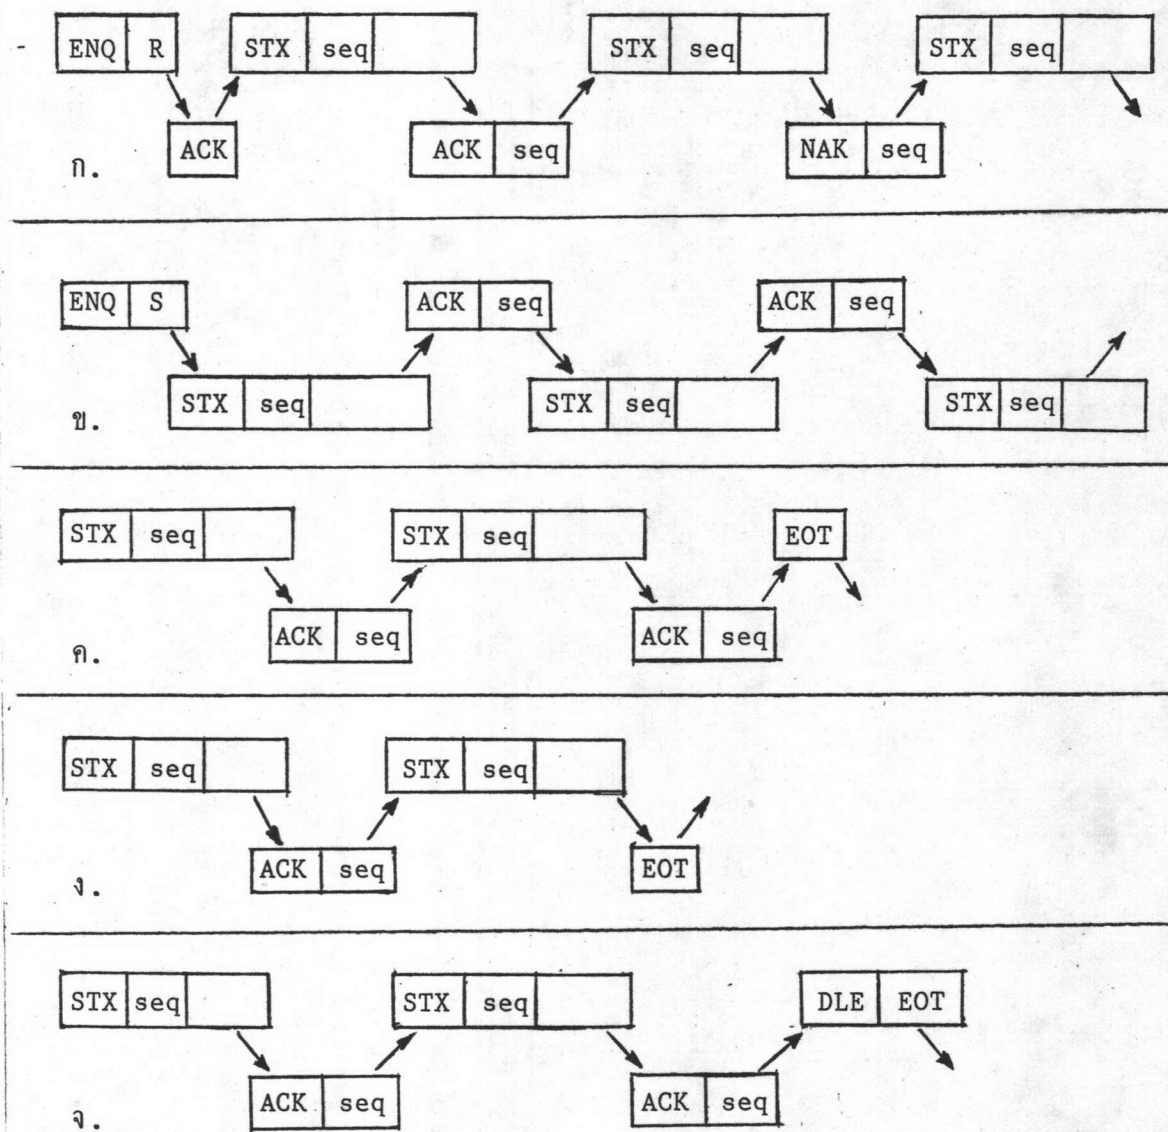 ENQ R STX seq STX seq STX seq
ACK ACK seq NAK seq
ก.
ENQ S ACK seq ACK seq
STX seq STX seq STX seq
ข.
STX seq STX seq EOT
ACK seq ACK seq
ค.
STX seq STX seq
ACK seq EOT
ง.
STX seq STX seq DLE EOT
ACK seq ACK seq
จ.